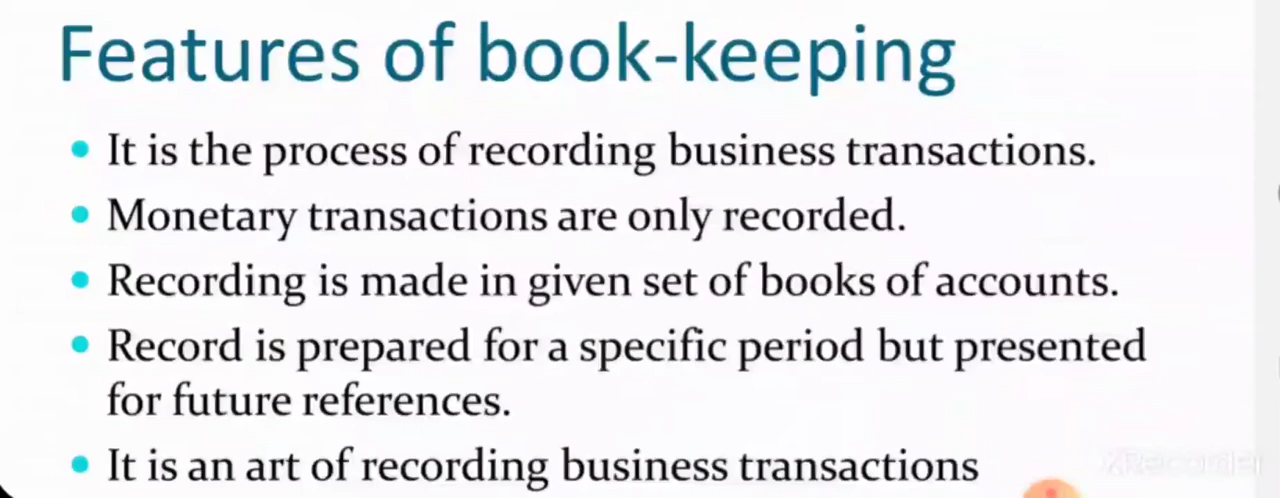 Features of book-keeping
It is the process of recording business transactions.
Monetary transactions are only recorded.
Recording is made in given set of books of accounts.
Record is prepared for a specific period but presented
for future references.
It is an art of recording business transactions
XRecorder